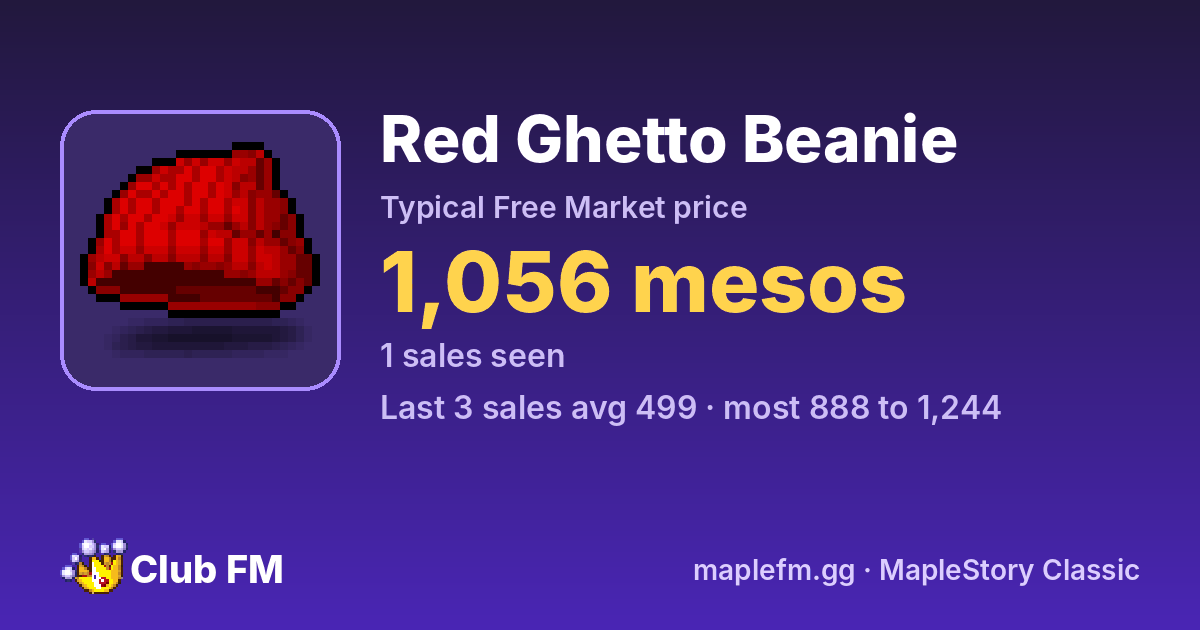 Red Ghetto Beanie
Typical Free Market price
1,056 mesos
1 sales seen
Last 3 sales avg 499 · most 888 to 1,244
Club FM
maplefm.gg · MapleStory Classic